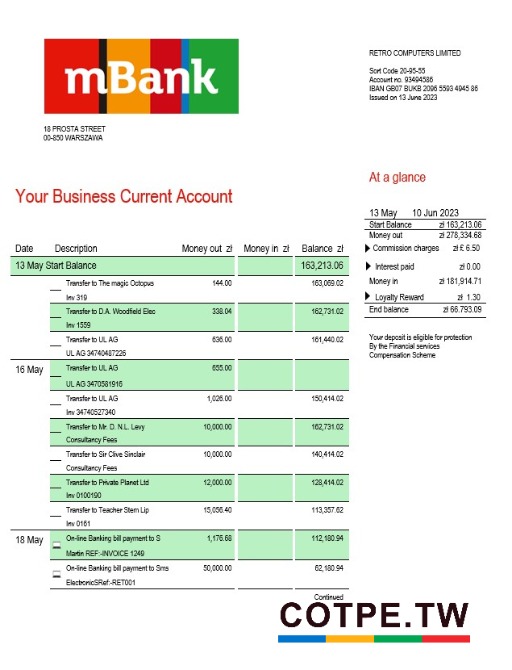 mBank
RETRO COMPUTERS LIMITED
Sort Code 20-95-55
Account no. 93494586
IBAN GB07 BUKB 2096 5593 4945 86
Issued on 13 June 2023
18 PROSTA STREET
00-850 WARSZAWA
At a glance
Your Business Current Account
13 May 10 Jun 2023
Start Balance zł 163,213.06
Money out zł 278,334.68
Commission charges zł £ 6.50
Interest paid zł 0.00
Money in zł 181,914.71
Loyalty Reward zł 1.30
End balance zł 66.793.09
Your deposit is eligible for protection
By the Financial services
Compensation Scheme
Date Description Money out zł Money in zł Balance zł
13 May Start Balance 163,213.06
Transfer to The magic Octopus 144.00 163,069.02
Inv 319
Transfer to D.A. Woodfield Elec 338.04 162,731.02
Inv 1559
Transfer to UL AG 636.00 161,440.02
UL AG 34740487226
16 May Transfer to UL AG 655.00
UL AG 3470581916
Transfer to UL AG 1,026.00 150,414.02
Inv 34740527340
Transfer to Mr. D. N.L. Levy 10,000.00 162,731.02
Consultancy Fees
Transfer to Sir Clive Sinclair 10,000.00 140,414.02
Consultancy Fees
Transfer to Private Planet Ltd 12,000.00 128,414.02
Inv 0100190
Transfer to Teacher Stem Lip 15,056.40 113,357.62
Inv 0161
18 May On-line Banking bill payment to S 1,176.68 112,180.94
Martin REF:-INVOICE 1249
On-line Banking bill payment to Sms 50,000.00 62,180.94
ElectronicSRef:-RET001
Continued
COTPE.TW